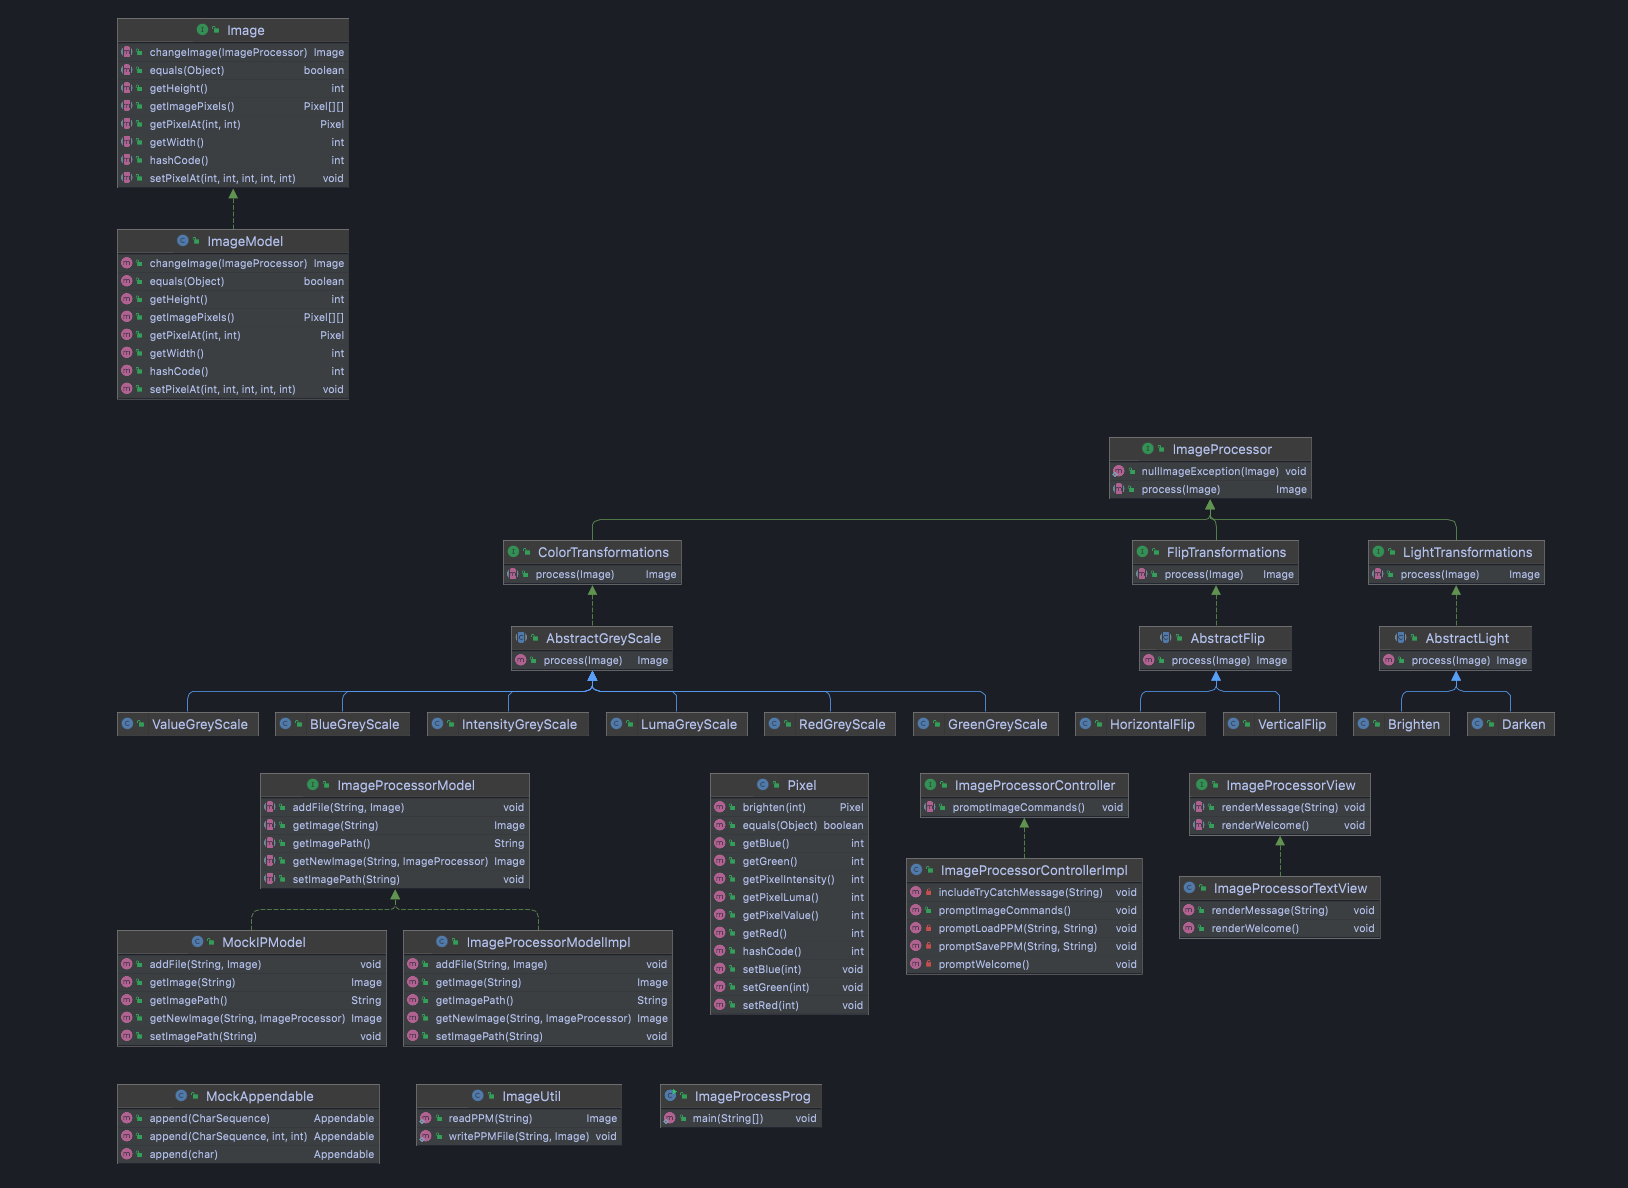 Image
changeImage(ImageProcessor) Image
equals(Object) boolean
getHeight() int
getImagePixels() Pixel[][]
getPixelAt(int, int) Pixel
getWidth() int
hashCode() int
setPixelAt(int, int, int, int, int) void
ImageModel
changeImage(ImageProcessor) Image
equals(Object) boolean
getHeight() int
getImagePixels() Pixel[][]
getPixelAt(int, int) Pixel
getWidth() int
hashCode() int
setPixelAt(int, int, int, int, int) void
ImageProcessor
nullImageException(Image) void
process(Image) Image
ColorTransformations
process(Image) Image
FlipTransformations
process(Image) Image
LightTransformations
process(Image) Image
AbstractGreyScale
process(Image) Image
AbstractFlip
process(Image) Image
AbstractLight
process(Image) Image
ValueGreyScale
BlueGreyScale
IntensityGreyScale
LumaGreyScale
RedGreyScale
GreenGreyScale
HorizontalFlip
VerticalFlip
Brighten
Darken
ImageProcessorModel
addFile(String, Image) void
getImage(String) Image
getImagePath() String
getNewImage(String, ImageProcessor) Image
setImagePath(String) void
MockIPModel
addFile(String, Image) void
getImage(String) Image
getImagePath() String
getNewImage(String, ImageProcessor) Image
setImagePath(String) void
ImageProcessorModelImpl
addFile(String, Image) void
getImage(String) Image
getImagePath() String
getNewImage(String, ImageProcessor) Image
setImagePath(String) void
Pixel
brighten(int) Pixel
equals(Object) boolean
getBlue() int
getGreen() int
getPixelIntensity() int
getPixelLuma() int
getPixelValue() int
getRed() int
hashCode() int
setBlue(int) void
setGreen(int) void
setRed(int) void
ImageProcessorController
promptImageCommands() void
ImageProcessorControllerImpl
includeTryCatchMessage(String) void
promptImageCommands() void
promptLoadPPM(String, String) void
promptSavePPM(String, String) void
promptWelcome() void
ImageProcessorView
renderMessage(String) void
renderWelcome() void
ImageProcessorTextView
renderMessage(String) void
renderWelcome() void
MockAppendable
append(CharSequence) Appendable
append(CharSequence, int, int) Appendable
append(char) Appendable
ImageUtil
readPPM(String) Image
writePPMFile(String, Image) void
ImageProcessProg
main(String[]) void